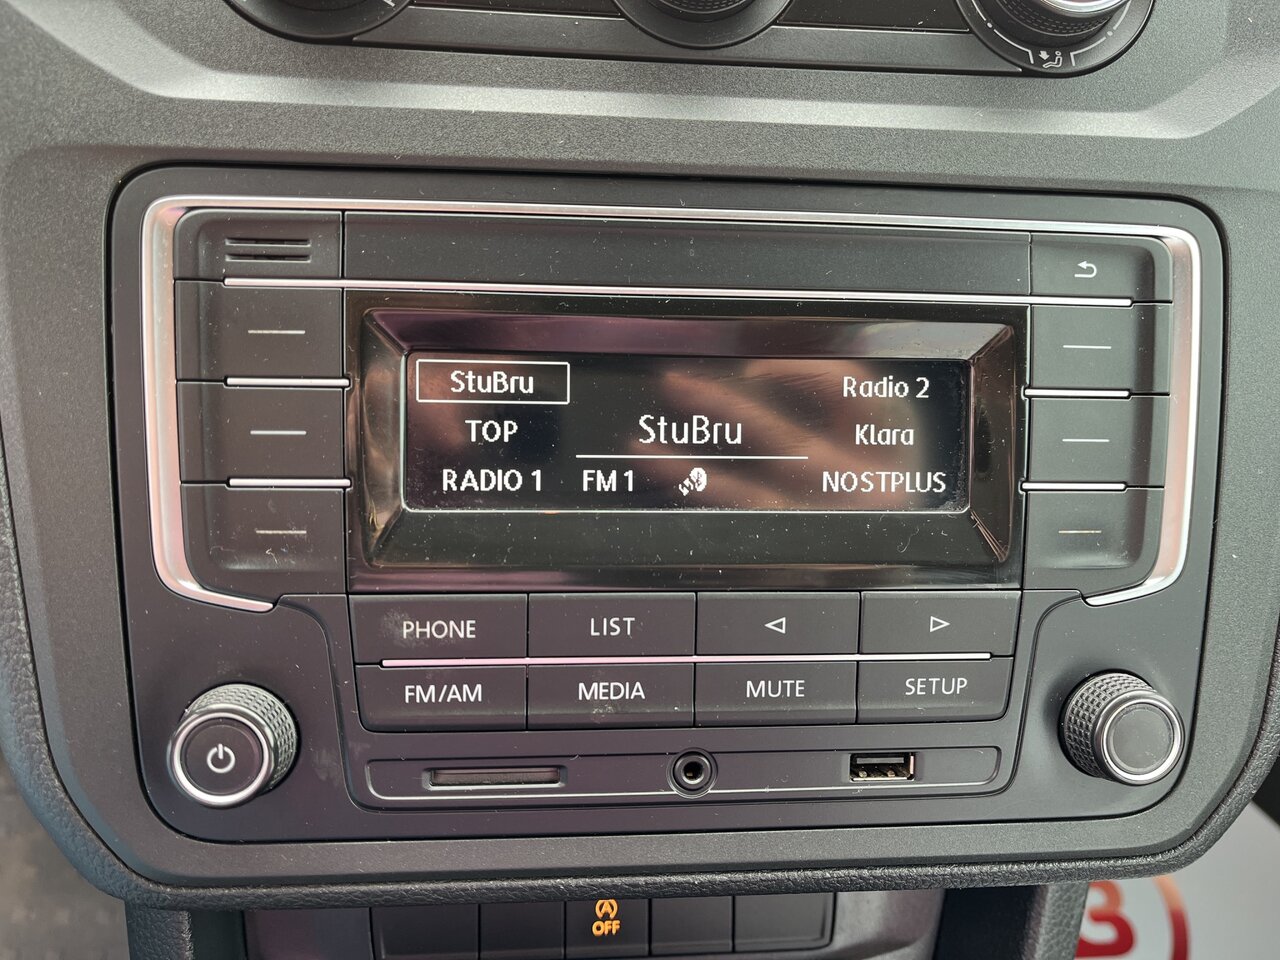 StuBru
Radio 2
TOP
StuBru
Klara
RADIO 1
FM 1
NOSTPLUS
PHONE
LIST
FM/AM
MEDIA
MUTE
SETUP
A
OFF
B